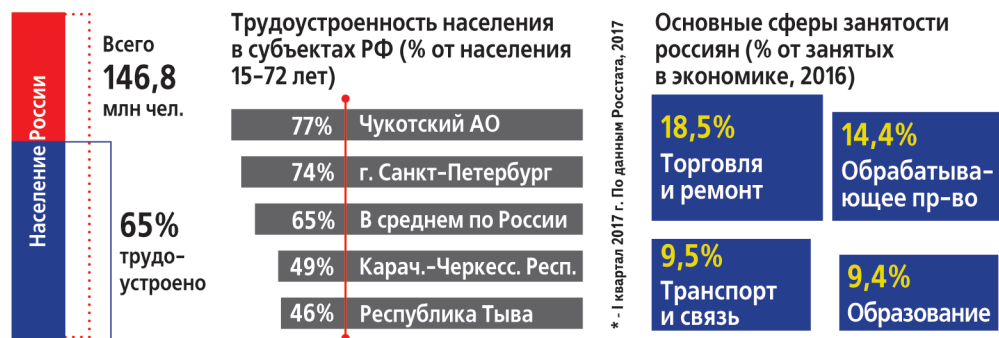 Население России
Всего
146,8
млн чел.
65%
трудо-
устроено
Трудоустроенность населения
в субъектах РФ (% от населения
15–72 лет)
77% Чукотский АО
74% г. Санкт-Петербург
65% В среднем по России
49% Карач.-Черкесс. Респ.
46% Республика Тыва
* - I квартал 2017 г. По данным Росстата, 2017
Основные сферы занятости
россиян (% от занятых
в экономике, 2016)
18,5%
Торговля
и ремонт
14,4%
Обрабатыва-
ющее пр-во
9,5%
Транспорт
и связь
9,4%
Образование